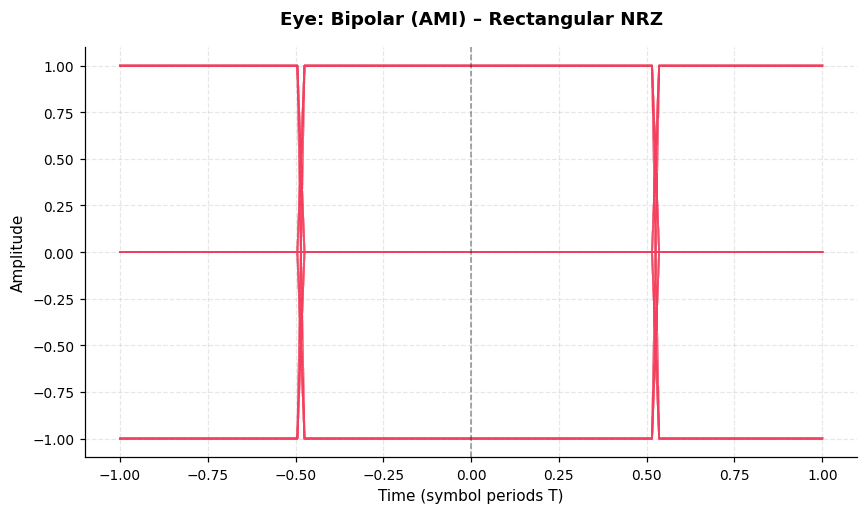 Eye: Bipolar (AMI) – Rectangular NRZ
Amplitude
1.00
0.75
0.50
0.25
0.00
−0.25
−0.50
−0.75
−1.00
−1.00 −0.75 −0.50 −0.25 0.00 0.25 0.50 0.75 1.00
Time (symbol periods T)